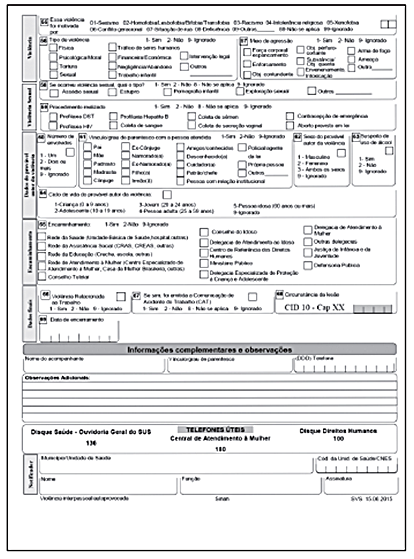 55 Essa violência foi motivada por 01-Sexismo 02-Homofobia/Lesbofobia/Bifobia/Transfobia 03-Racismo 04-Intolerância religiosa 05-Xenofobia
06-Conflito geracional 07-Situação de rua 08-Deficiência 09-Outros 88-Não se aplica 99-Ignorado
Violência
56 Tipo de violência 1- Sim 2- Não 9- Ignorado
Física
Psicológica/Moral
Tortura
Sexual
Tráfico de seres humanos
Financeira/Econômica
Negligência/Abandono
Trabalho infantil
Intervenção legal
Outros
57 Meio de agressão 1- Sim 2- Não 9- Ignorado
Força corporal/espancamento
Enforcamento
Obj. contundente
Obj. pérfuro-cortante
Substância/Obj. quente
Envenenamento, Intoxicação
Arma de fogo
Ameaça
Outro
Violência Sexual
58 Se ocorreu violência sexual, qual o tipo? 1- Sim 2- Não 8- Não se aplica 9- Ignorado
Assédio sexual Estupro Pornografia infantil Exploração sexual Outros
59 Procedimento realizado 1- Sim 2- Não 8- Não se aplica 9- Ignorado
Profilaxia DST Profilaxia Hepatite B Coleta de sêmen Contracepção de emergência
Profilaxia HIV Coleta de sangue Coleta de secreção vaginal Aborto previsto em lei
Dados do provável autor da violência
60 Número de envolvidos
1 - Um
2 - Dois ou mais
9 - Ignorado
61 Vínculo/grau de parentesco com a pessoa atendida 1- Sim 2- Não 9- Ignorado
Pai
Mãe
Padrasto
Madrasta
Cônjuge
Ex-Cônjuge
Namorado(a)
Ex-Namorado(a)
Filho(a)
Irmão(ã)
Amigos/conhecidos
Desconhecido(a)
Cuidador(a)
Patrão/chefe
Pessoa com relação institucional
Policial/agente da lei
Própria pessoa
Outros
62 Sexo do provável autor da violência
1 - Masculino
2 - Feminino
3 - Ambos os sexos
9 - Ignorado
63 Suspeita de uso de álcool
1- Sim
2 - Não
9- Ignorado
64 Ciclo de vida do provável autor da violência:
1-Criança (0 a 9 anos) 3-Jovem (20 a 24 anos) 5-Pessoa idosa (60 anos ou mais)
2-Adolescente (10 a 19 anos) 4-Pessoa adulta (25 a 59 anos) 9-Ignorado
Encaminhamento
65 Encaminhamento: 1- Sim 2- Não 9- Ignorado
Rede da Saúde (Unidade Básica de Saúde, hospital, outras)
Rede da Assistência Social (CRAS, CREAS, outras)
Rede da Educação (Creche, escola, outras)
Rede de Atendimento à Mulher (Centro Especializado de Atendimento à Mulher, Casa da Mulher Brasileira, outras)
Conselho Tutelar
Conselho do Idoso
Delegacia de Atendimento ao Idoso
Centro de Referência dos Direitos Humanos
Ministério Público
Delegacia Especializada de Proteção à Criança e Adolescente
Delegacia de Atendimento à Mulher
Outras delegacias
Justiça da Infância e da Juventude
Defensoria Pública
Dados finais
66 Violência Relacionada ao Trabalho
1- Sim 2- Não 9- Ignorado
67 Se sim, foi emitida a Comunicação de Acidente do Trabalho (CAT)
1- Sim 2- Não 8- Não se aplica 9- Ignorado
68 Circunstância da lesão
CID 10 - Cap XX
69 Data de encerramento
Informações complementares e observações
Nome do acompanhante Vínculo/grau de parentesco (DDD) Telefone
Observações Adicionais:
Disque Saúde - Ouvidoria Geral do SUS
136
TELEFONES ÚTEIS
Central de Atendimento à Mulher
180
Disque Direitos Humanos
100
Notificador
Município/Unidade de Saúde Cód. da Unid. de Saúde/CNES
Nome Função Assinatura
Violência interpessoal/autoprovocada Sinan SVS 15.06.2015